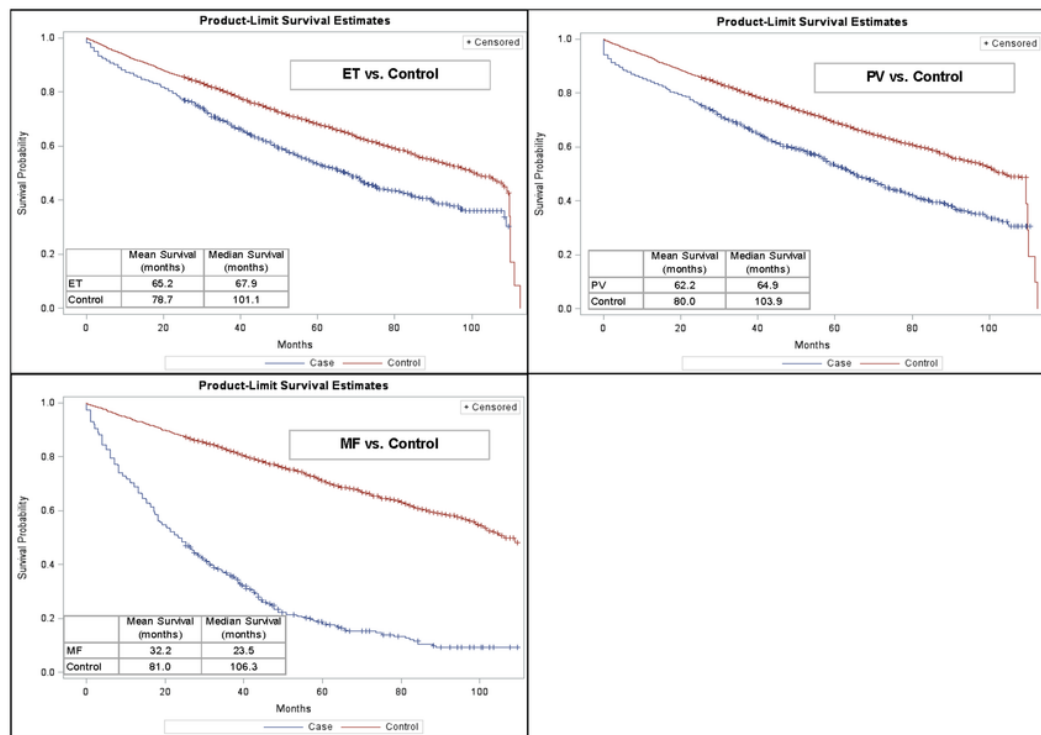 Product-Limit Survival Estimates
+ Censored
ET vs. Control
Survival Probability
1.0
0.8
0.6
0.4
0.2
0.0
Mean Survival (months) Median Survival (months)
ET 65.2 67.9
Control 78.7 101.1
0 20 40 60 80 100
Months
Case Control
Product-Limit Survival Estimates
+ Censored
PV vs. Control
Survival Probability
1.0
0.8
0.6
0.4
0.2
0.0
Mean Survival (months) Median Survival (months)
PV 62.2 64.9
Control 80.0 103.9
0 20 40 60 80 100
Months
Case Control
Product-Limit Survival Estimates
+ Censored
MF vs. Control
Survival Probability
1.0
0.8
0.6
0.4
0.2
0.0
Mean Survival (months) Median Survival (months)
MF 32.2 23.5
Control 81.0 106.3
0 20 40 60 80 100
Months
Case Control